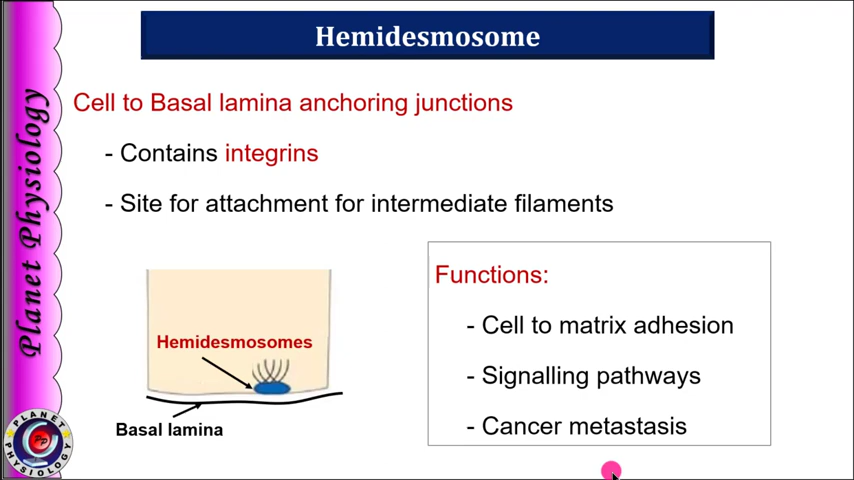 Hemidesmosome
Planet Physiology
Cell to Basal lamina anchoring junctions
- Contains integrins
- Site for attachment for intermediate filaments
Functions:
- Cell to matrix adhesion
- Signalling pathways
- Cancer metastasis
Hemidesmosomes
Basal lamina
PLANET
PHYSIOLOGY
PP